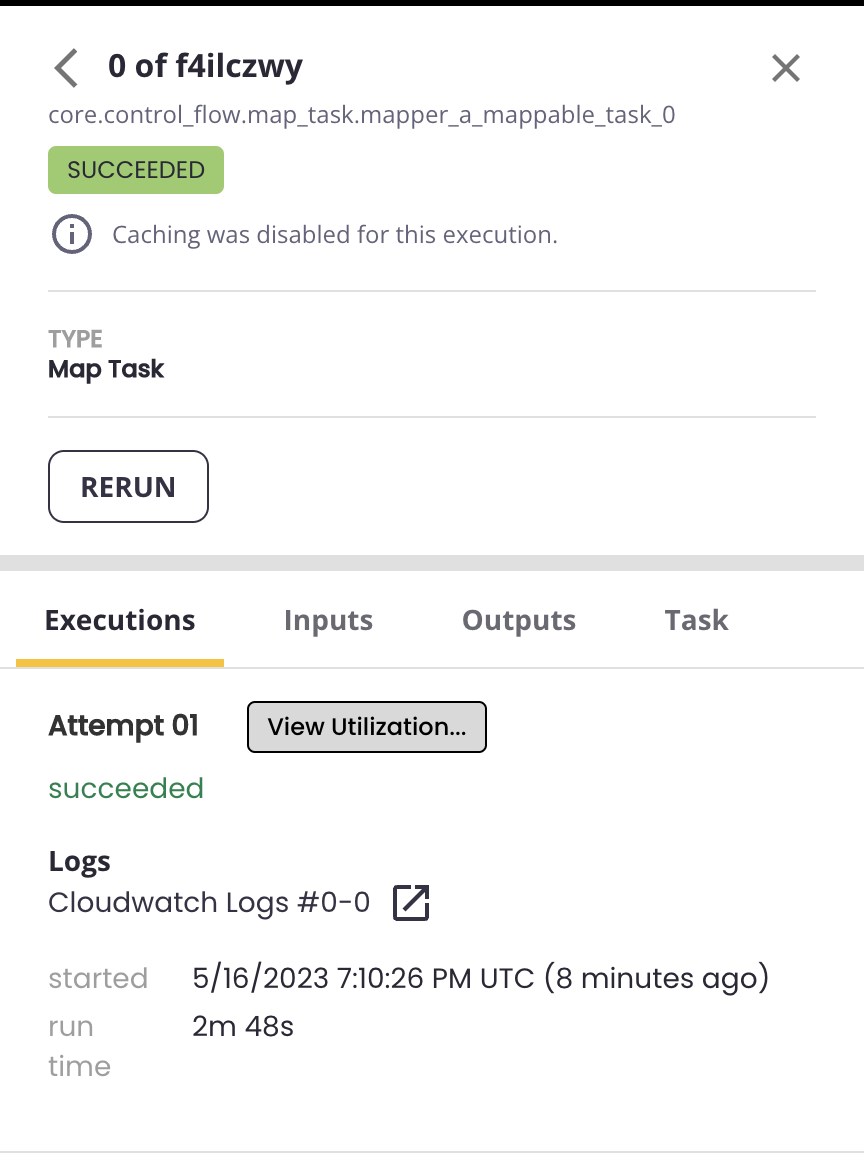 0 of f4ilczwy
core.control_flow.map_task.mapper_a_mappable_task_0
SUCCEEDED
Caching was disabled for this execution.
TYPE
Map Task
RERUN
Executions Inputs Outputs Task
Attempt 01 View Utilization...
succeeded
Logs
Cloudwatch Logs #0-0
started 5/16/2023 7:10:26 PM UTC (8 minutes ago)
run 2m 48s
time